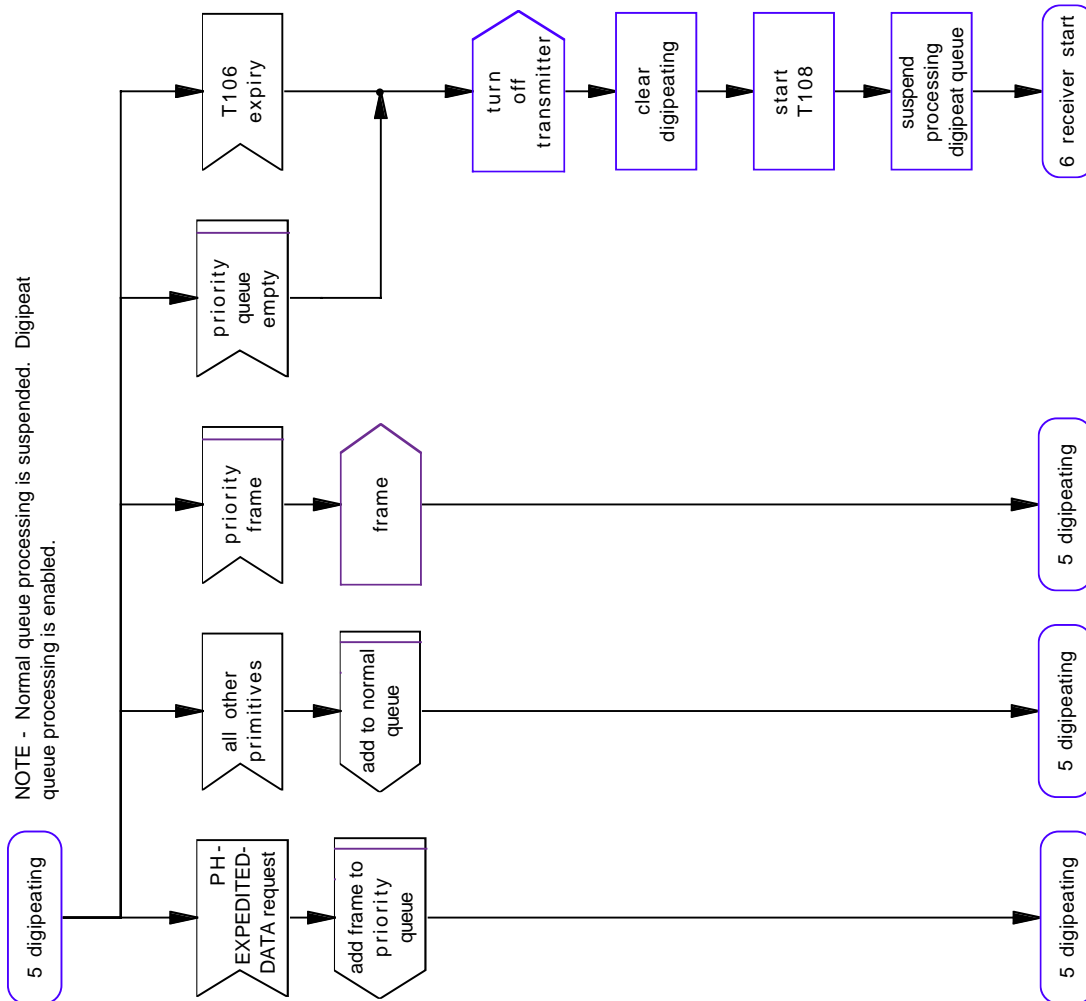 5 digipeating
NOTE - Normal queue processing is suspended. Digipeat
queue processing is enabled.
PH-
EXPEDITED-
DATA request
add frame to
priority
queue
5 digipeating
all other
primitives
add to normal
queue
5 digipeating
priority
frame
frame
5 digipeating
priority
queue
empty
T106
expiry
turn
off
transmitter
clear
digipeating
start
T108
suspend
processing
digipeat queue
6 receiver start